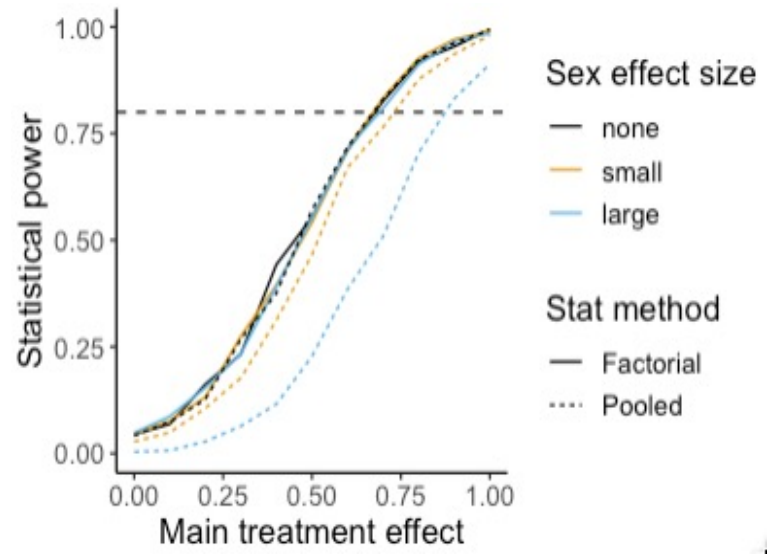 1.00
0.75
0.50
0.25
0.00
Statistical power
0.00 0.25 0.50 0.75 1.00
Main treatment effect
Sex effect size
none
small
large
Stat method
Factorial
Pooled